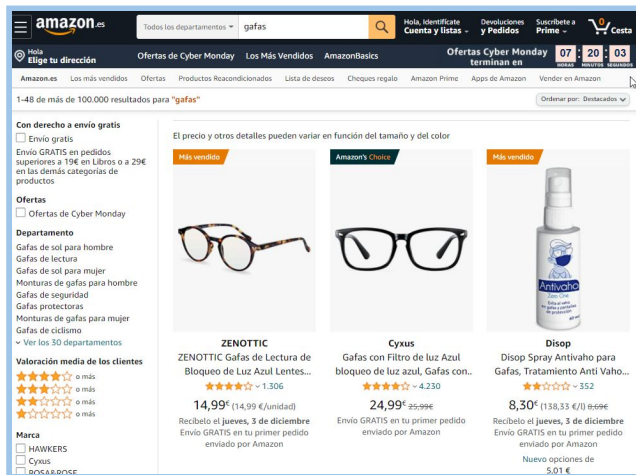 amazon.es
Todos los departamentos
gafas
Hola, Identifícate
Cuenta y listas
Devoluciones
y Pedidos
Suscríbete a
Prime
0
Cesta
Hola
Elige tu dirección
Ofertas de Cyber Monday
Los Más Vendidos
AmazonBasics
Ofertas Cyber Monday
terminan en
07 : 20 : 03
HORAS MINUTOS SEGUNDOS
Amazon.es
Los más vendidos
Ofertas
Productos Reacondicionados
Lista de deseos
Cheques regalo
Amazon Prime
Apps de Amazon
Vender en Amazon
1-48 de más de 100.000 resultados para "gafas"
Ordenar por: Destacados
Con derecho a envío gratis
Envío gratis
Envío GRATIS en pedidos
superiores a 19€ en Libros o a 29€
en las demás categorías de
productos
Ofertas
Ofertas de Cyber Monday
Departamento
Gafas de sol para hombre
Gafas de lectura
Gafas de sol para mujer
Monturas de gafas para hombre
Gafas de seguridad
Gafas protectoras
Monturas de gafas para mujer
Gafas de ciclismo
Ver los 30 departamentos
Valoración media de los clientes
o más
o más
o más
o más
Marca
HAWKERS
Cyxus
ROSA&ROSE
El precio y otros detalles pueden variar en función del tamaño y del color
Más vendido
ZENOTTIC
ZENOTTIC Gafas de Lectura de
Bloqueo de Luz Azul Lentes...
1.306
14,99€ (14,99 €/unidad)
Recíbelo el jueves, 3 de diciembre
Envío GRATIS en tu primer pedido
enviado por Amazon
Amazon's Choice
Cyxus
Gafas con Filtro de luz Azul
bloqueo de luz azul, Gafas con..
4.230
24,99€ 25,99€
Envío GRATIS en tu primer pedido
enviado por Amazon
Más vendido
Antivaho
Zero One
Disop
Disop Spray Antivaho para
Gafas, Tratamiento Anti Vaho...
352
8,30€ (138,33 €/l) 8,69€
Recíbelo el jueves, 3 de diciembre
Envío GRATIS en tu primer pedido
enviado por Amazon
Nuevo opciones de
5,01 €